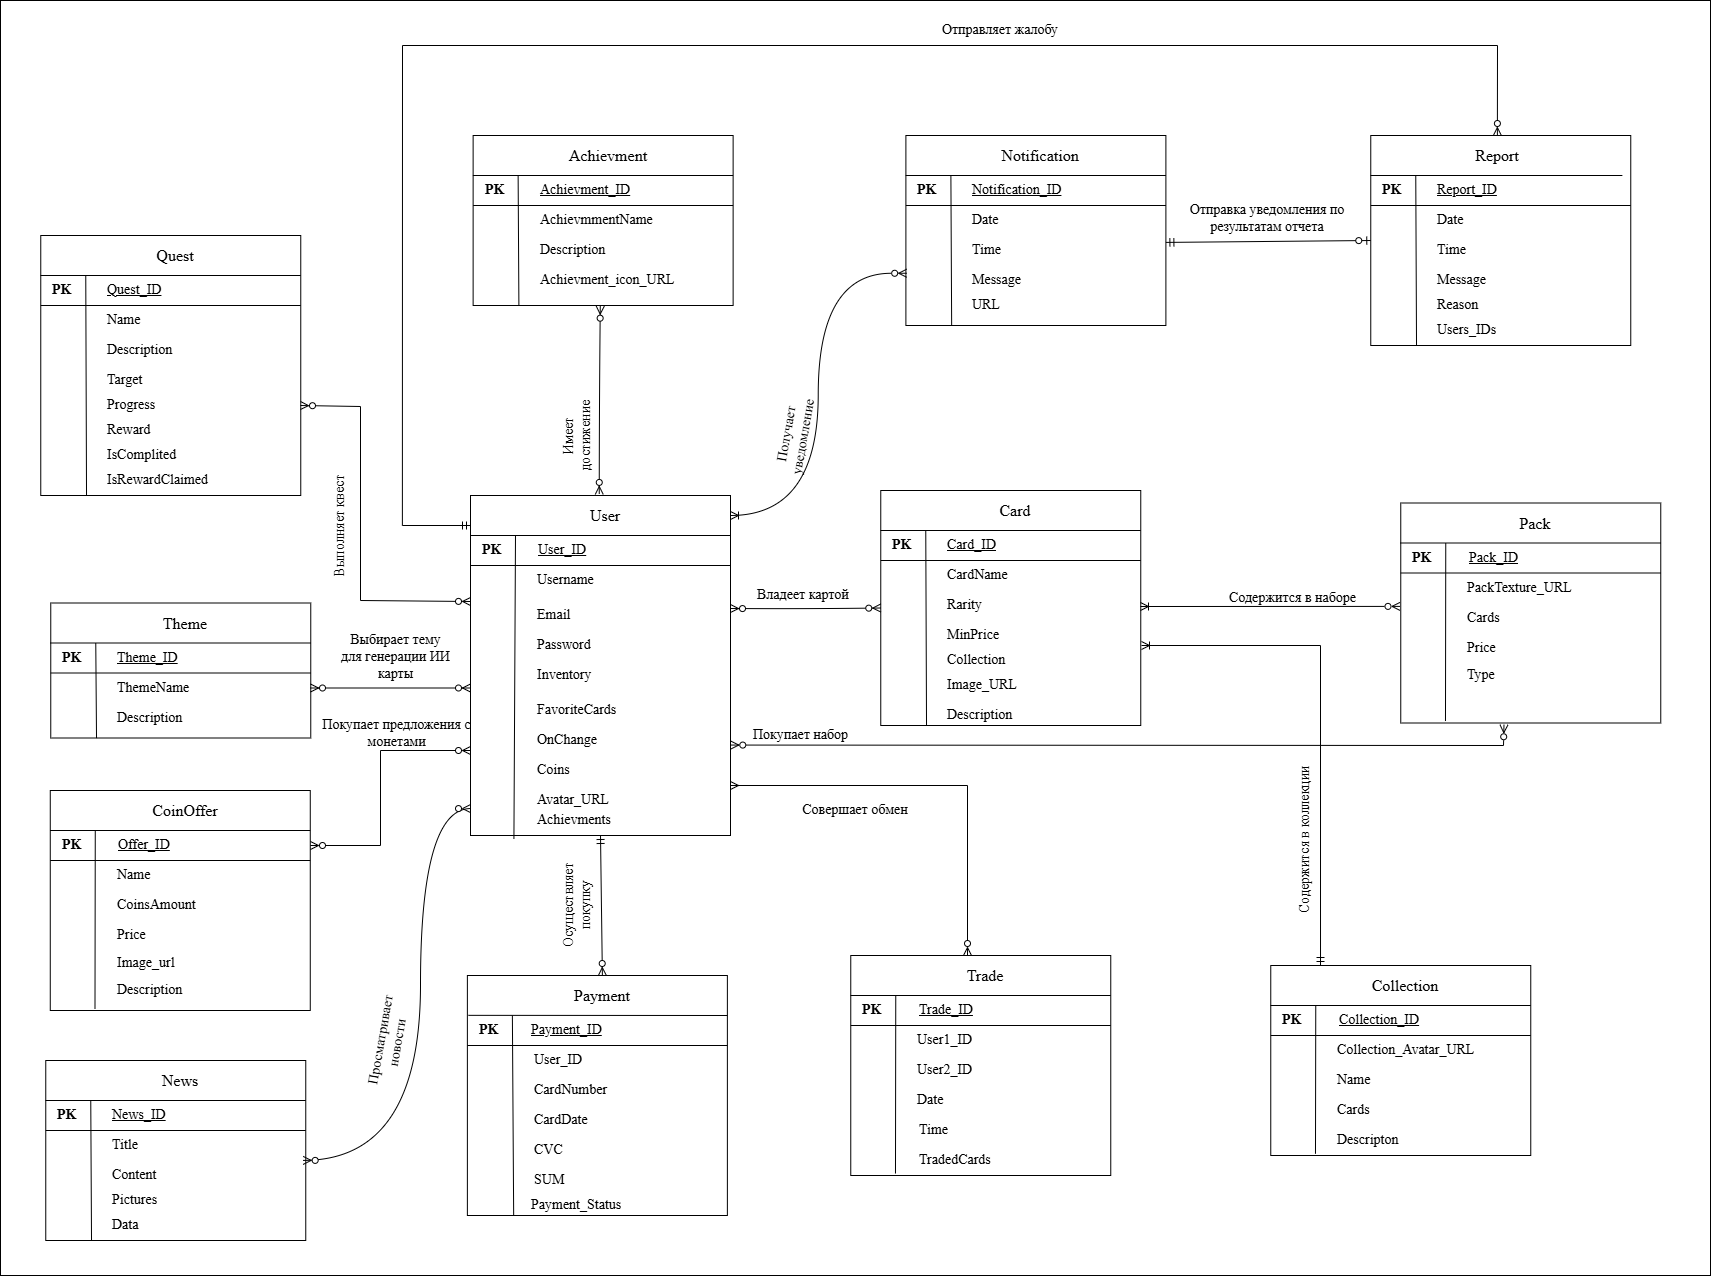 Отправляет жалобу
Achievment
PK
Achievment_ID
AchievmmentName
Description
Achievment_icon_URL
Notification
PK
Notification_ID
Date
Time
Message
URL
Отправка уведомления по
результатам отчета
Report
PK
Report_ID
Date
Time
Message
Reason
Users_IDs
Quest
PK
Quest_ID
Name
Description
Target
Progress
Reward
IsComplited
IsRewardClaimed
Выполняет квест
Имеет
достижение
Получает
уведомление
User
PK
User_ID
Username
Email
Password
Inventory
FavoriteCards
OnChange
Coins
Avatar_URL
Achievments
Card
PK
Card_ID
CardName
Rarity
MinPrice
Collection
Image_URL
Description
Pack
PK
Pack_ID
PackTexture_URL
Cards
Price
Type
Владеет картой
Содержится в наборе
Theme
PK
Theme_ID
ThemeName
Description
Выбирает тему
для генерации ИИ
карты
Покупает предложения с
монетами
Покупает набор
Совершает обмен
Содержится в коллекции
CoinOffer
PK
Offer_ID
Name
CoinsAmount
Price
Image_url
Description
Осуществляет
покупку
Просматривает
новости
News
PK
News_ID
Title
Content
Pictures
Data
Payment
PK
Payment_ID
User_ID
CardNumber
CardDate
CVC
SUM
Payment_Status
Trade
PK
Trade_ID
User1_ID
User2_ID
Date
Time
TradedCards
Collection
PK
Collection_ID
Collection_Avatar_URL
Name
Cards
Descripton